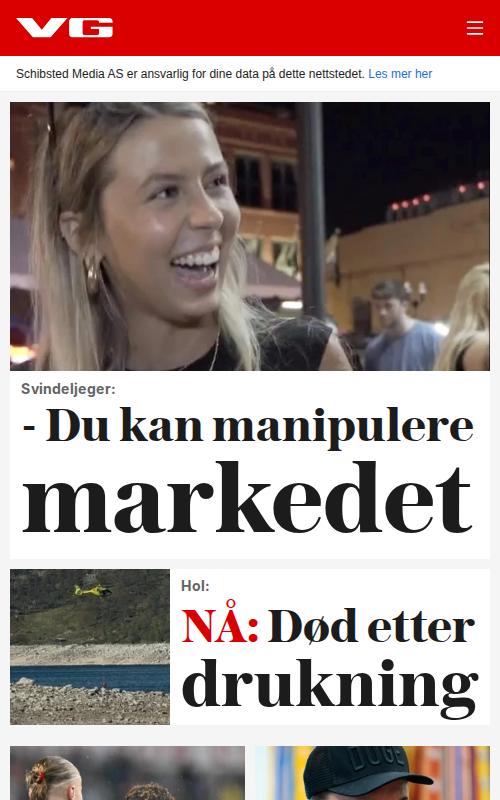 VG
Schibsted Media AS er ansvarlig for dine data på dette nettstedet. Les mer her
Svindeljeger:
- Du kan manipulere
markedet
Hol:
NÅ: Død etter
drukning
DOGE